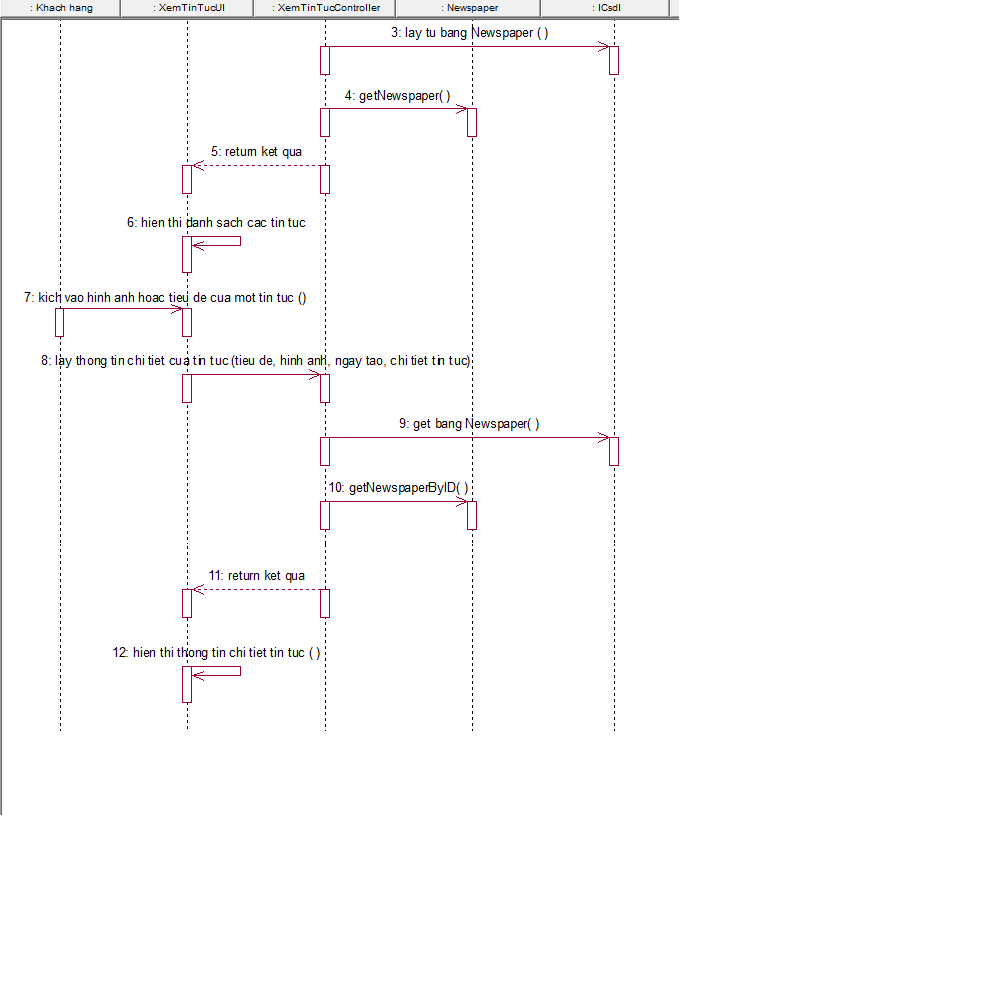 : Khach hang
: XemTinTucUI
: XemTinTucController
: Newspaper
: ICsdl
3: lay tu bang Newspaper ( )
4: getNewspaper( )
5: return ket qua
6: hien thi danh sach cac tin tuc
7: kich vao hinh anh hoac tieu de cua mot tin tuc ()
8: lay thong tin chi tiet cua tin tuc (tieu de, hinh anh, ngay tao, chi tiet tin tuc)
9: get bang Newspaper( )
10: getNewspaperByID( )
11: return ket qua
12: hien thi thong tin chi tiet tin tuc ( )